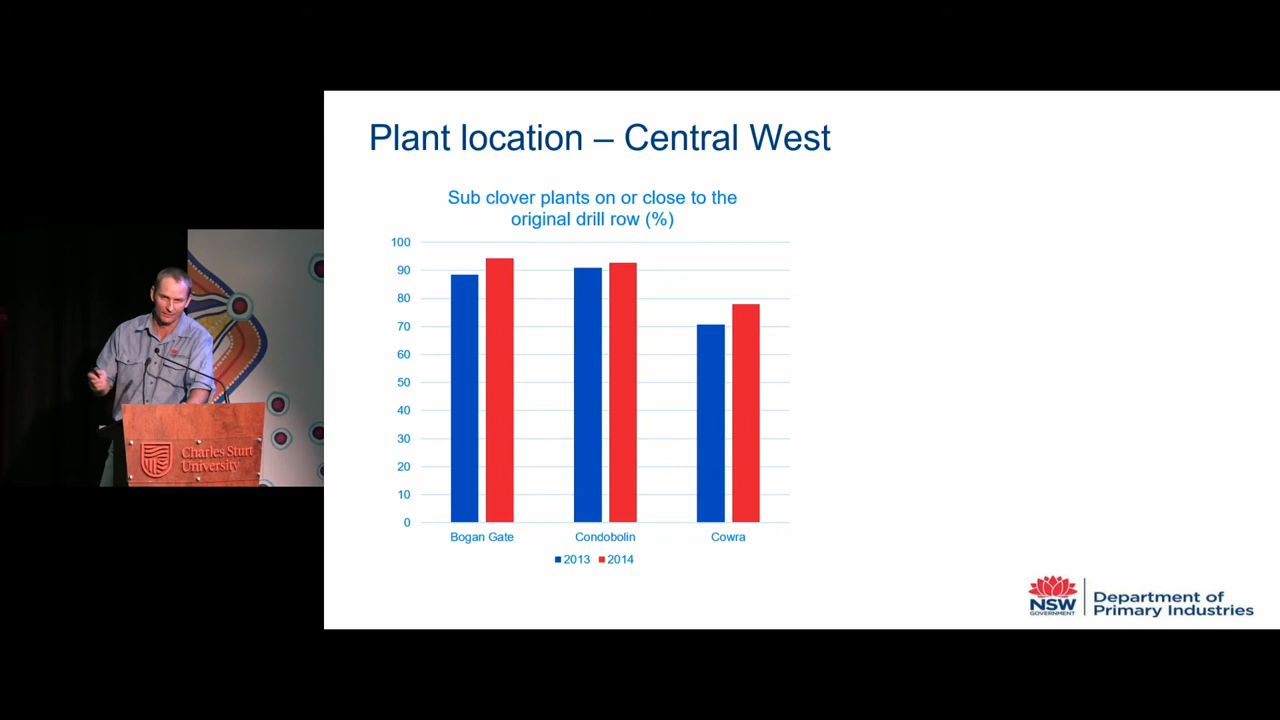 Plant location – Central West
Sub clover plants on or close to the
original drill row (%)
100
90
80
70
60
50
40
30
20
10
0
Bogan Gate
Condobolin
Cowra
2013
2014
Charles Sturt
University
NSW
GOVERNMENT
Department of
Primary Industries